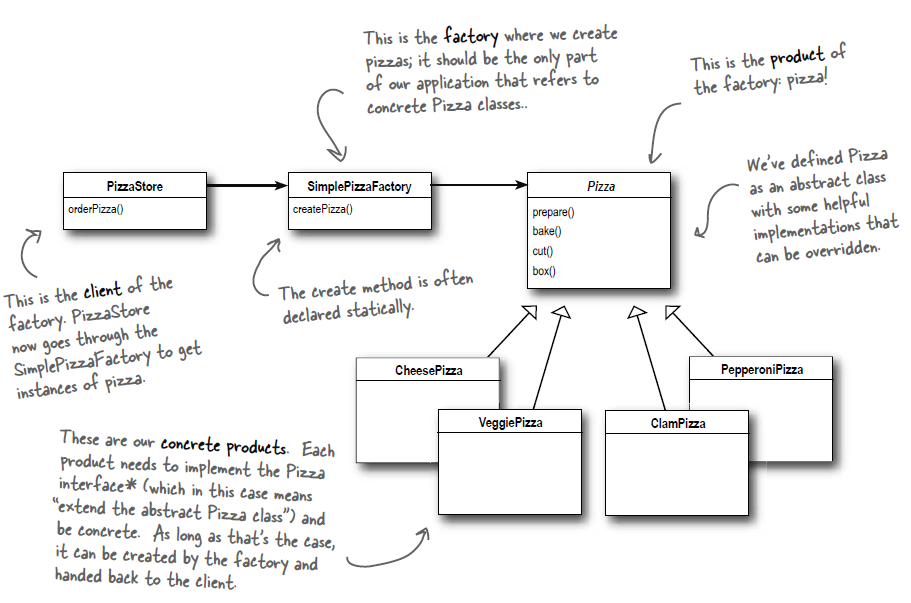 This is the factory where we create
pizzas; it should be the only part
of our application that refers to
concrete Pizza classes..
This is the product of
the factory: pizza!
PizzaStore
orderPizza()
SimplePizzaFactory
createPizza()
Pizza
prepare()
bake()
cut()
box()
We've defined Pizza
as an abstract class
with some helpful
implementations that
can be overridden.
This is the client of the
factory. PizzaStore
now goes through the
SimplePizzaFactory to get
instances of pizza.
The create method is often
declared statically.
CheesePizza
VeggiePizza
ClamPizza
PepperoniPizza
These are our concrete products. Each
product needs to implement the Pizza
interface* (which in this case means
"extend the abstract Pizza class") and
be concrete. As long as that's the case,
it can be created by the factory and
handed back to the client.